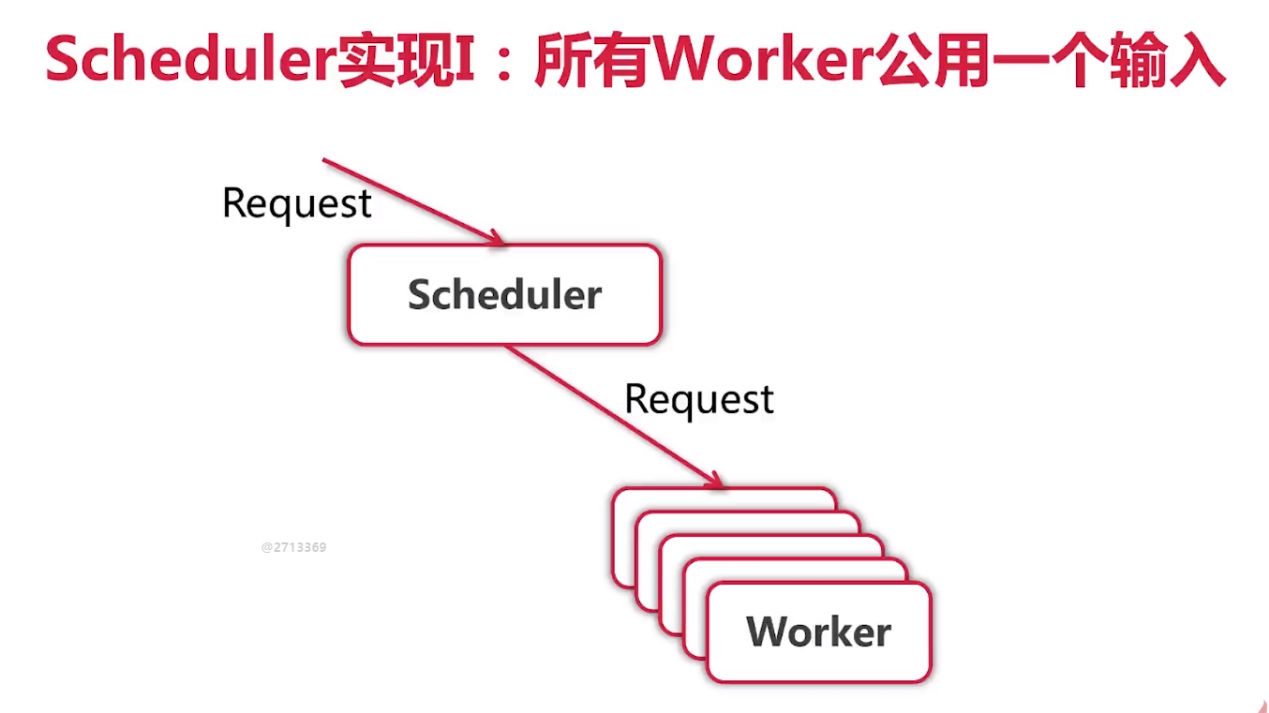 Scheduler实现I：所有Worker公用一个输入
Request
Scheduler
Request
@2713369
Worker